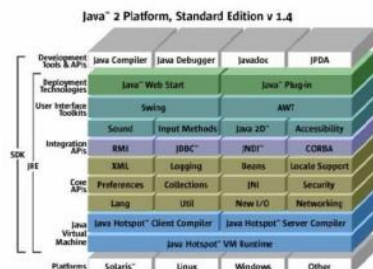 Java™ 2 Platform, Standard Edition v 1.4
Development Tools & APIs
Java Compiler Java Debugger Javadoc JPDA
Deployment Technologies
Java™ Web Start Java™ Plug-in
User Interface Toolkits
Swing AWT
Sound Input Methods Java 2D™ Accessibility
Integration APIs
RMI JDBC™ JNDI™ CORBA
Core APIs
XML Logging Beans Locale Support
Preferences Collections JNI Security
Lang Util New I/O Networking
Java Virtual Machine
Java Hotspot™ Client Compiler Java Hotspot™ Server Compiler
Java Hotspot™ VM Runtime
Platforms
Solaris™ Linux Windows Other
SDK
JRE